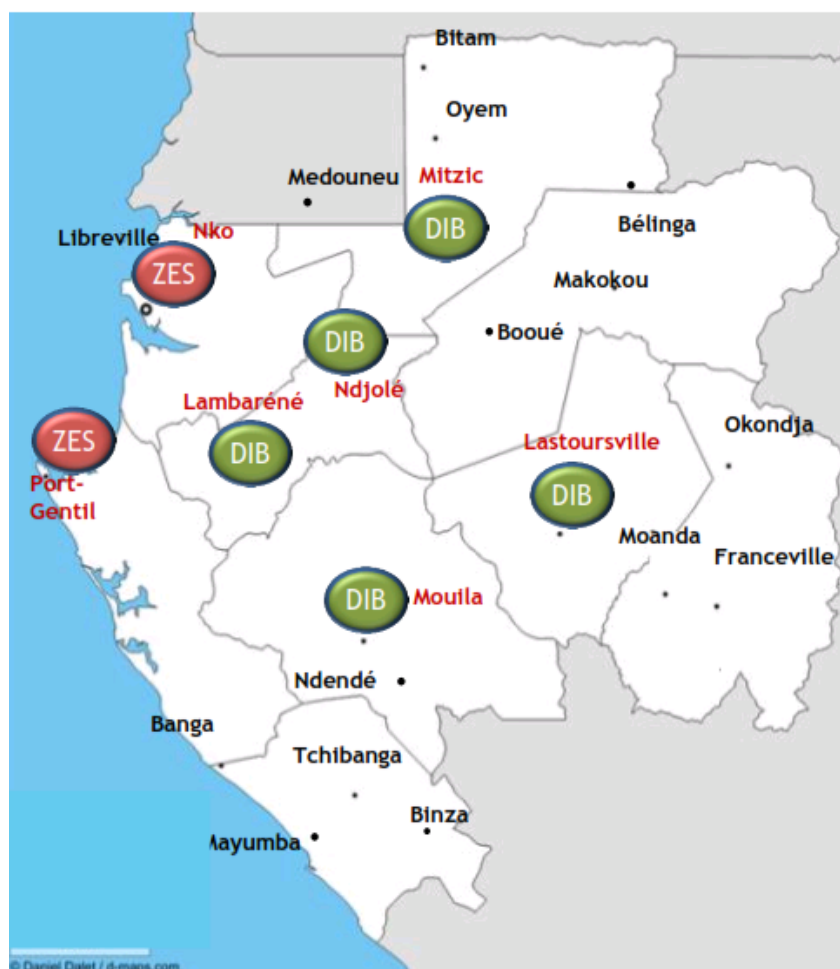 Bitam
Oyem
Medouneu
Mitzic
DIB
Bélinga
Libreville
Nko
ZES
Makokou
DIB
Booué
Ndjolé
Lambaréné
DIB
ZES
Port-
Gentil
Okondja
Lastoursville
DIB
Moanda
Franceville
DIB
Mouila
Ndendé
Banga
Tchibanga
Binza
Mayumba
© Daniel Dalet / d-maps.com